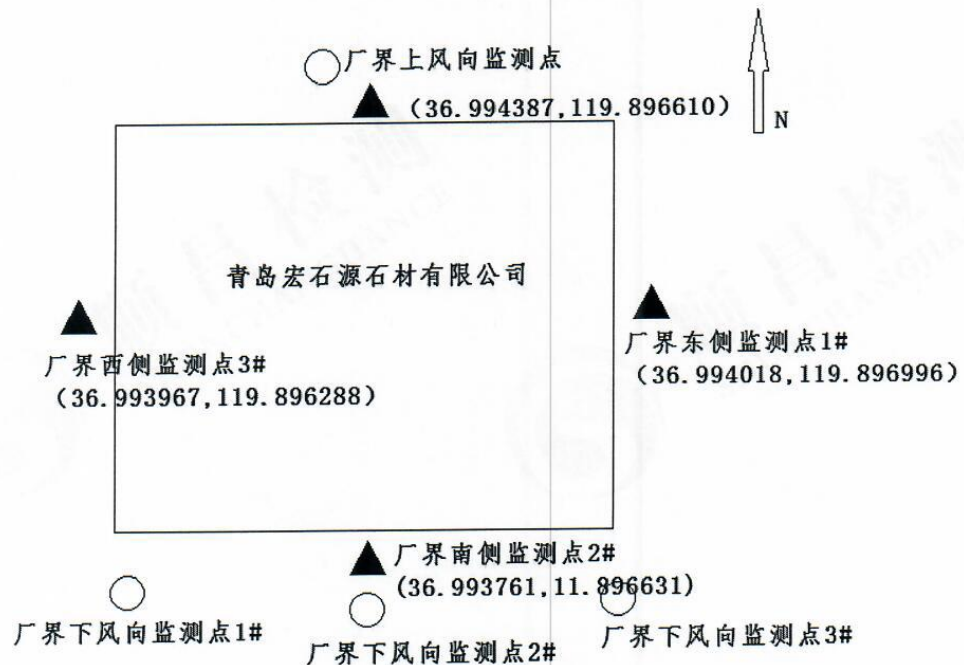 厂界上风向监测点
(36.994387,119.896610)
N
青岛宏石源石材有限公司
厂界西侧监测点3#
(36.993967,119.896288)
厂界东侧监测点1#
(36.994018,119.896996)
厂界南侧监测点2#
(36.993761,11.896631)
厂界下风向监测点1#
厂界下风向监测点2#
厂界下风向监测点3#